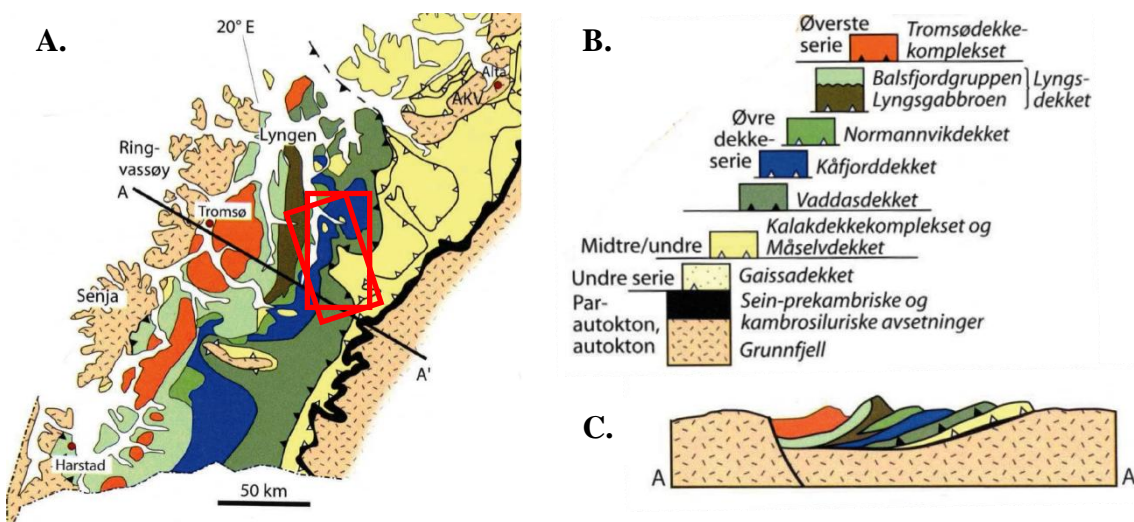 A.
20° E
Alta
AKV
Lyngen
Ring-
vassøy
A
Tromsø
Senja
A'
Harstad
50 km
B.
Øverste
serie
Tromsødekke-
komplekset
Balsfjordgruppen
Lyngsgabbroen
Lyngs-
dekket
Øvre
dekke-
serie
Normannvikdekket
Kåfjorddekket
Vaddasdekket
Midtre/undre
Kalakdekkekomplekset og
Måselvdekket
Undre serie
Gaissadekket
Par-
autokton,
autokton
Sein-prekambriske og
kambrosiluriske avsetninger
Grunnfjell
C.
A
A